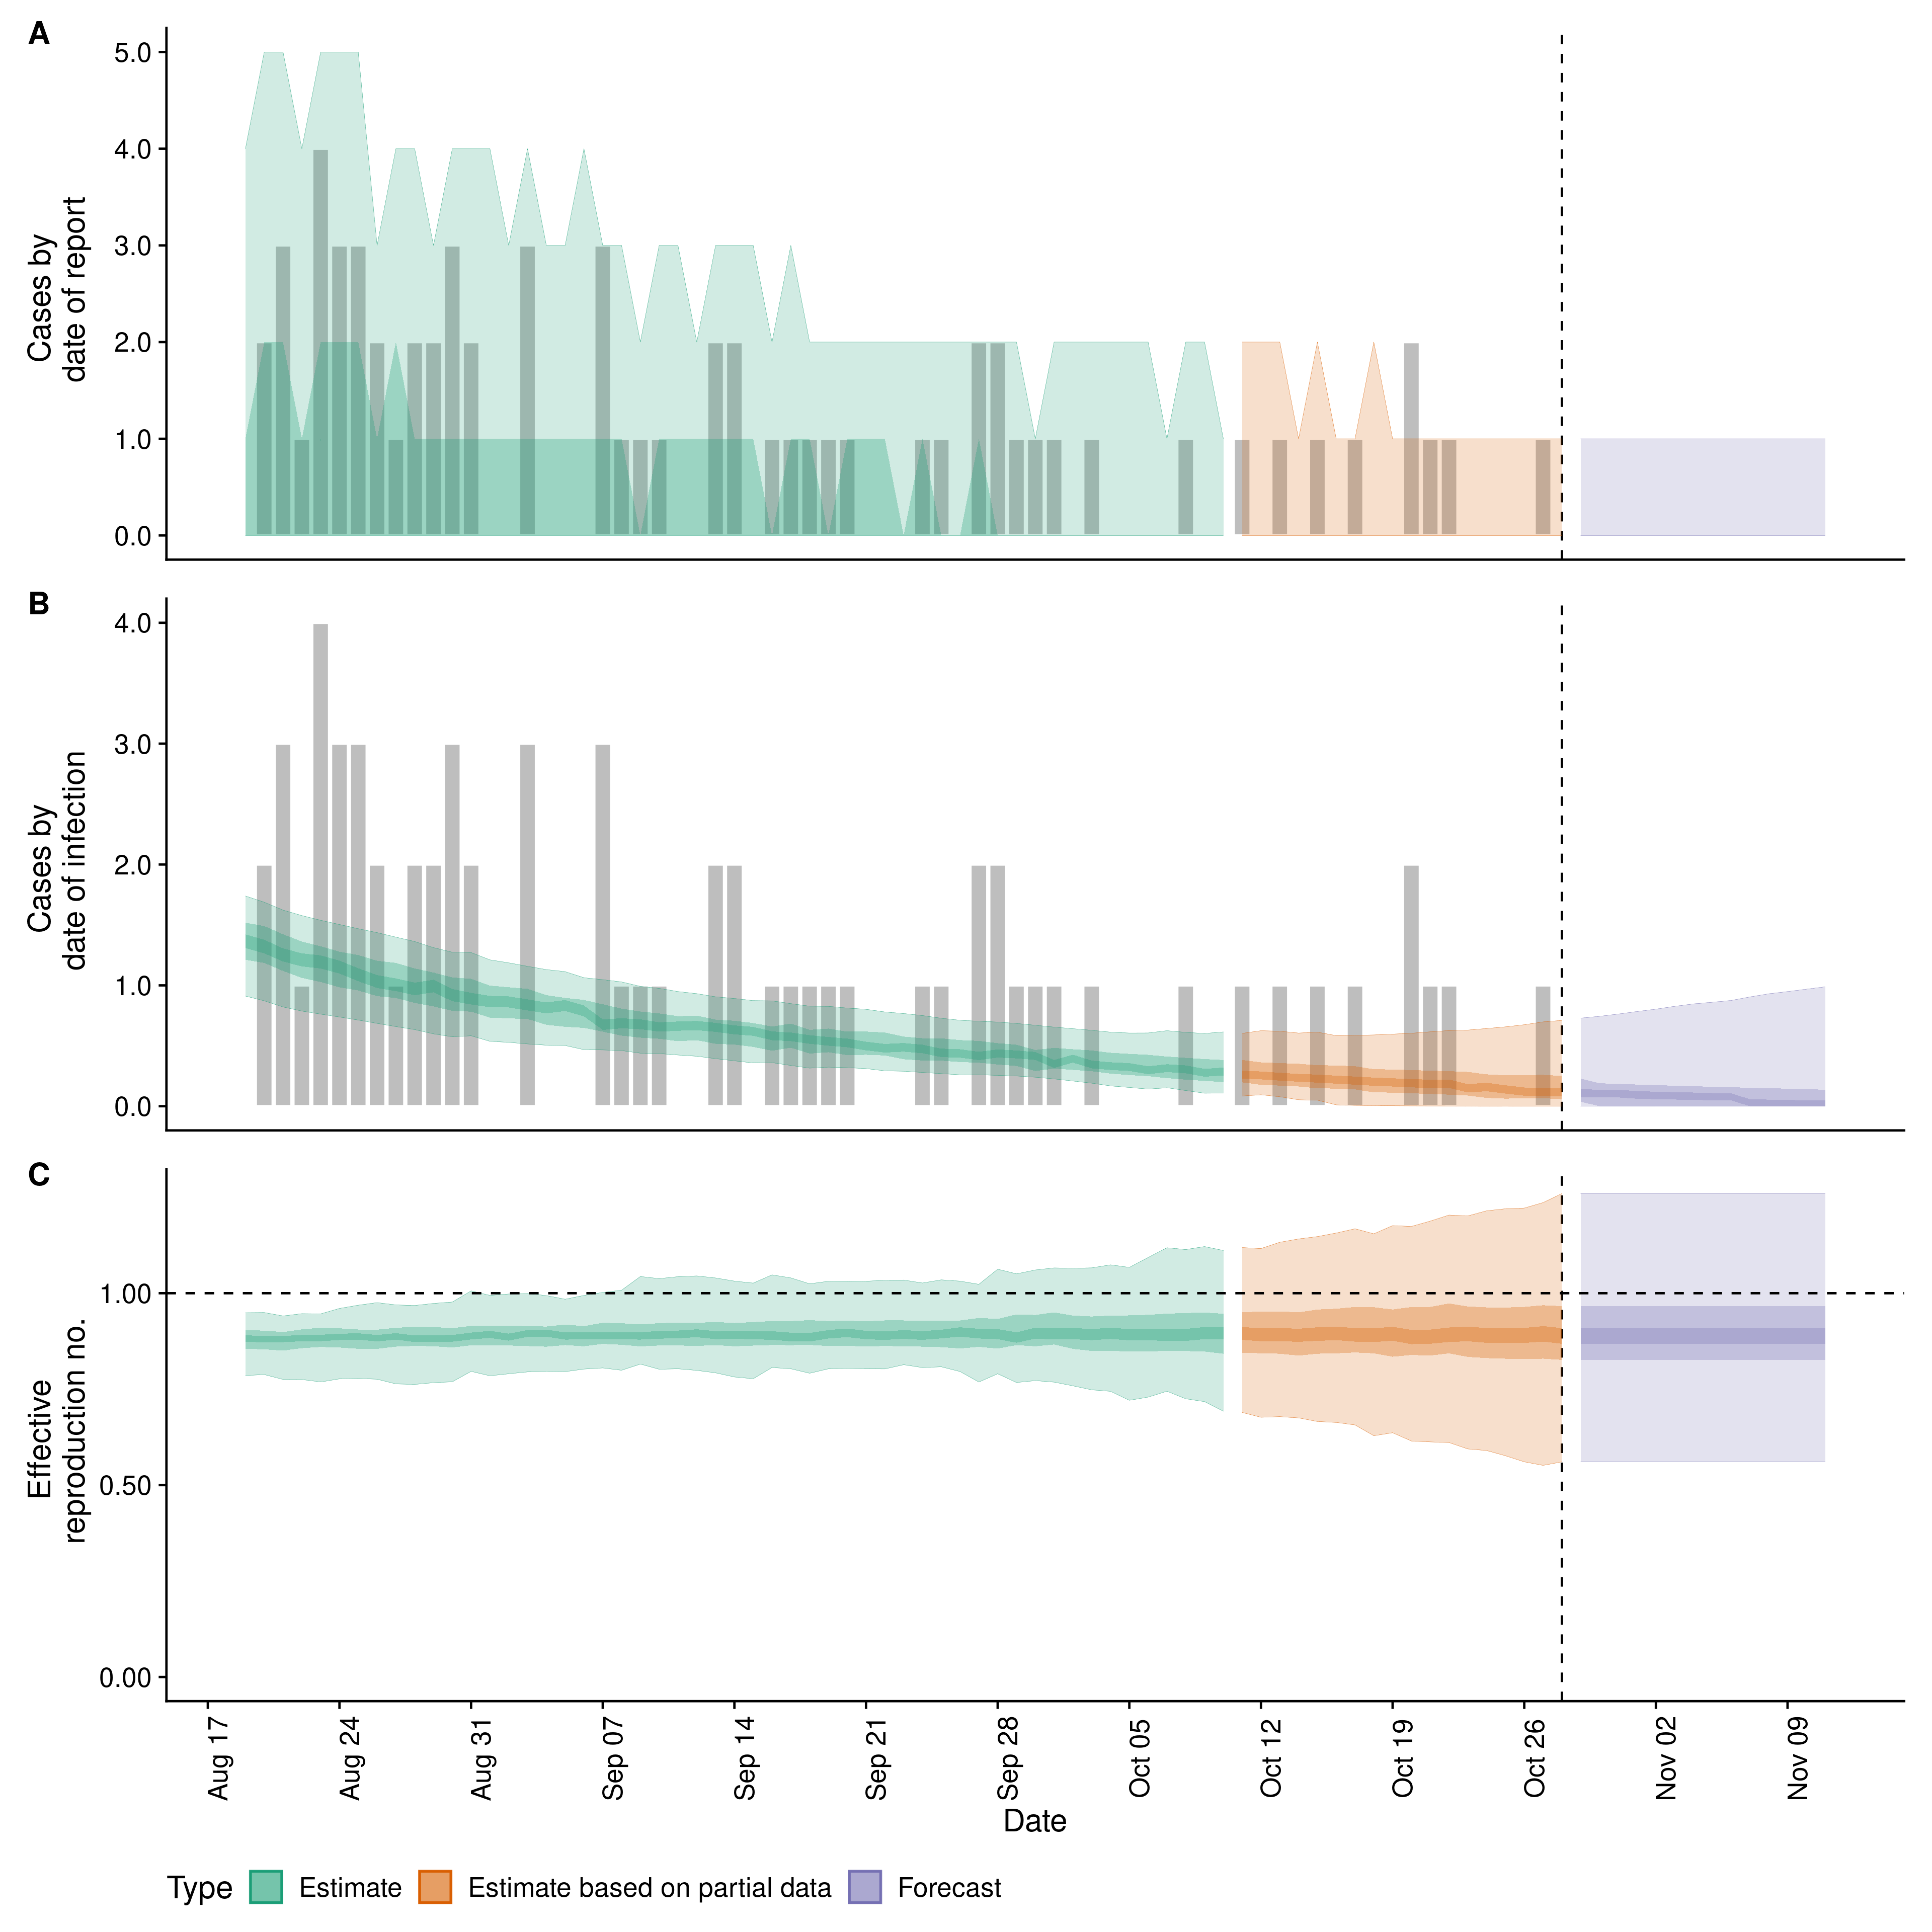 A
5.0
4.0
3.0
2.0
1.0
0.0
Cases by
date of report
B
4.0
3.0
2.0
1.0
0.0
Cases by
date of infection
C
1.00
0.50
0.00
Effective
reproduction no.
Aug 17
Aug 24
Aug 31
Sep 07
Sep 14
Sep 21
Sep 28
Oct 05
Oct 12
Oct 19
Oct 26
Nov 02
Nov 09
Date
Type Estimate Estimate based on partial data Forecast